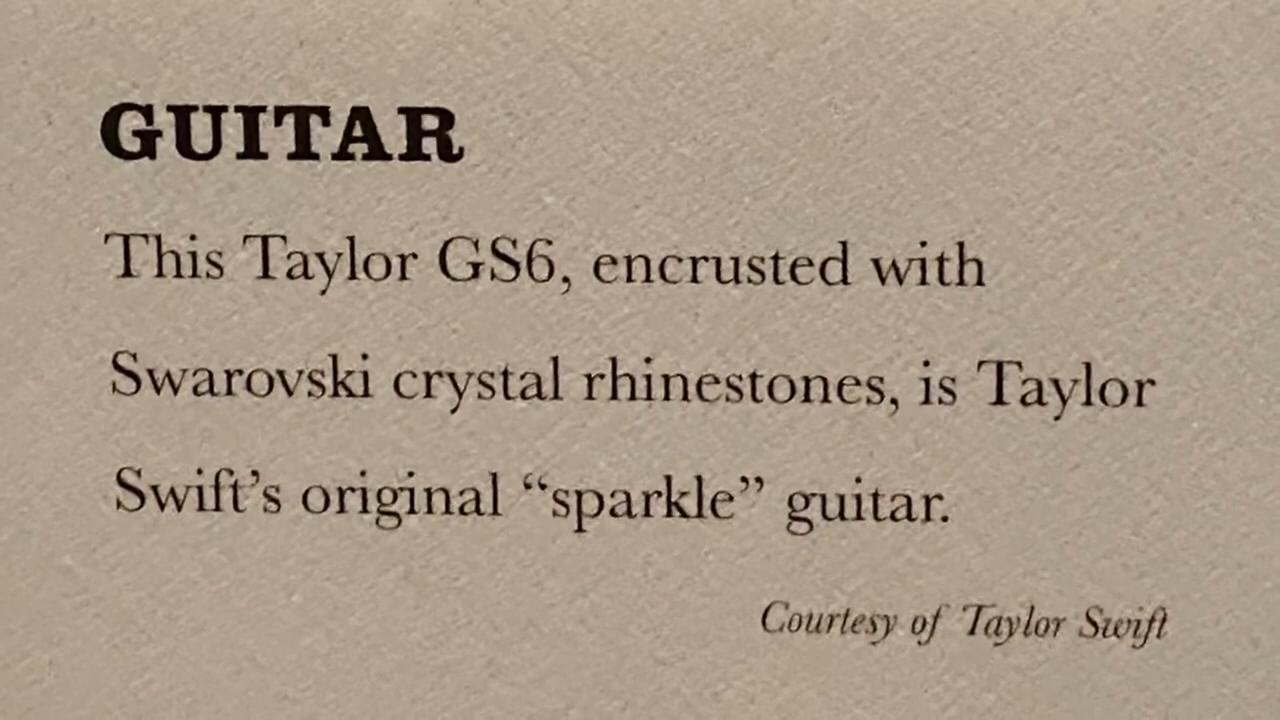 GUITAR
This Taylor GS6, encrusted with
Swarovski crystal rhinestones, is Taylor
Swift’s original “sparkle” guitar.
Courtesy of Taylor Swift